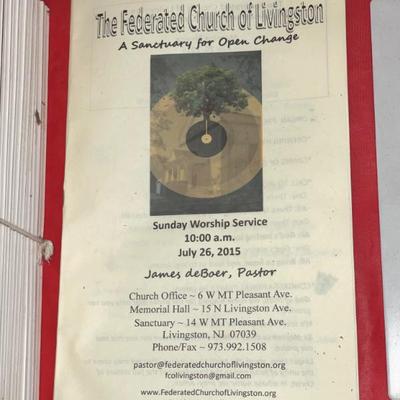 The Federated Church of Livingston
A Sanctuary for Open Change
Sunday Worship Service
10:00 a.m.
July 26, 2015
James deBoer, Pastor
Church Office ~ 6 W MT Pleasant Ave.
Memorial Hall ~ 15 N Livingston Ave.
Sanctuary ~ 14 W MT Pleasant Ave.
Livingston, NJ 07039
Phone/Fax ~ 973.992.1508
pastor@federatedchurchoflivingston.org
fcolivingston@gmail.com
www.FederatedChurchofLivingston.org